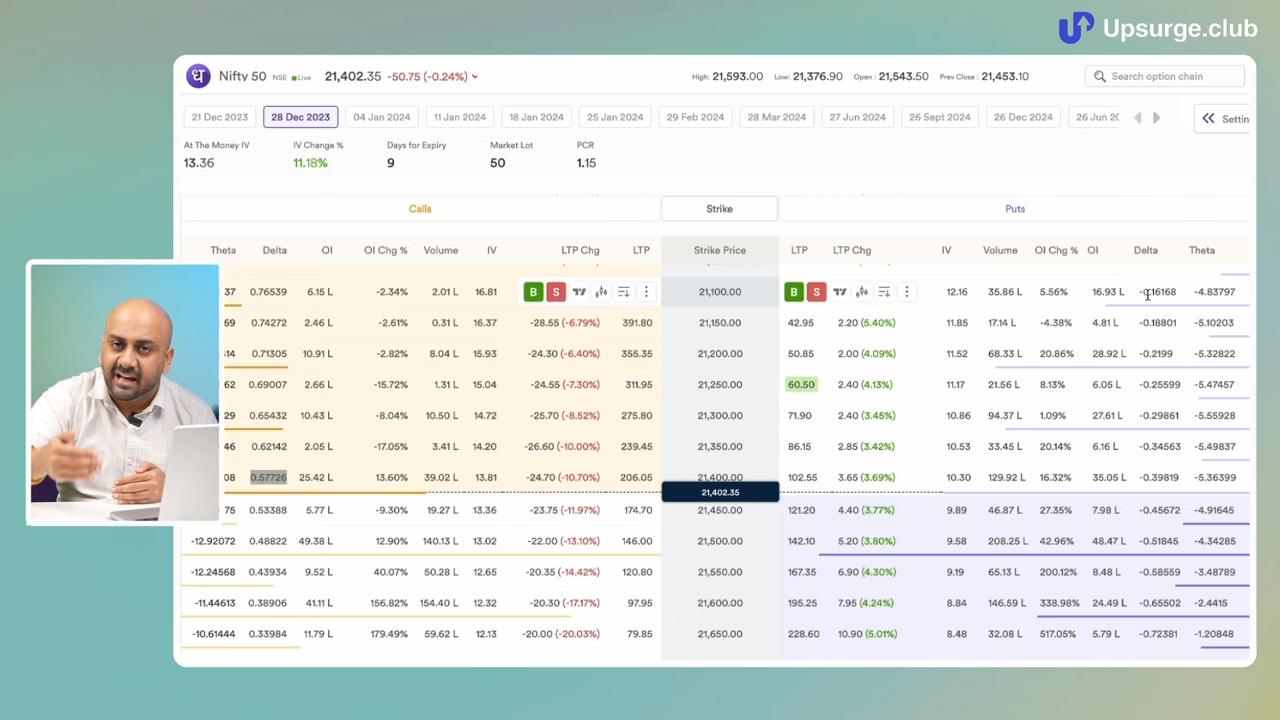 Upsurge.club
ध Nifty 50 NSE Live 21,402.35 -50.75 (-0.24%) High: 21,593.00 Low: 21,376.90 Open : 21,543.50 Prev Close : 21,453.10 Search option chain
21 Dec 2023 28 Dec 2023 04 Jan 2024 11 Jan 2024 18 Jan 2024 25 Jan 2024 29 Feb 2024 28 Mar 2024 27 Jun 2024 26 Sept 2024 26 Dec 2024 26 Jun 20 Settin
At The Money IV IV Change % Days for Expiry Market Lot PCR
13.36 11.18% 9 50 1.15
Calls Strike Puts
Theta Delta OI OI Chg % Volume IV LTP Chg LTP Strike Price LTP LTP Chg IV Volume OI Chg % OI Delta Theta
37 0.76539 6.15 L -2.34% 2.01 L 16.81 B S 21,100.00 B S 12.16 35.86 L 5.56% 16.93 L -0.16168 -4.83797
69 0.74272 2.46 L -2.61% 0.31 L 16.37 -28.55 (-6.79%) 391.80 21,150.00 42.95 2.20 (5.40%) 11.85 17.14 L -4.38% 4.81 L -0.18801 -5.10203
14 0.71305 10.91 L -2.82% 8.04 L 15.93 -24.30 (-6.40%) 355.35 21,200.00 50.85 2.00 (4.09%) 11.52 68.33 L 20.86% 28.92 L -0.2199 -5.32822
62 0.69007 2.66 L -15.72% 1.31 L 15.04 -24.55 (-7.30%) 311.95 21,250.00 60.50 2.40 (4.13%) 11.17 21.56 L 8.13% 6.05 L -0.25599 -5.47457
29 0.65432 10.43 L -8.04% 10.50 L 14.72 -25.70 (-8.52%) 275.80 21,300.00 71.90 2.40 (3.45%) 10.86 94.37 L 1.09% 27.61 L -0.29861 -5.55928
46 0.62142 2.05 L -17.05% 3.41 L 14.20 -26.60 (-10.00%) 239.45 21,350.00 86.15 2.85 (3.42%) 10.53 33.45 L 20.14% 6.16 L -0.34563 -5.49837
08 0.57726 25.42 L 13.60% 39.02 L 13.81 -24.70 (-10.70%) 206.05 21,400.00 102.55 3.65 (3.69%) 10.30 129.92 L 16.32% 35.05 L -0.39819 -5.36399
21,402.35
75 0.53388 5.77 L -9.30% 19.27 L 13.36 -23.75 (-11.97%) 174.70 21,450.00 121.20 4.40 (3.77%) 9.89 46.87 L 27.35% 7.98 L -0.45672 -4.91645
-12.92072 0.48822 49.38 L 12.90% 140.13 L 13.02 -22.00 (-13.10%) 146.00 21,500.00 142.10 5.20 (3.80%) 9.58 208.25 L 42.96% 48.47 L -0.51845 -4.34285
-12.24568 0.43934 9.52 L 40.07% 50.28 L 12.65 -20.35 (-14.42%) 120.80 21,550.00 167.35 6.90 (4.30%) 9.19 65.13 L 200.12% 8.48 L -0.58559 -3.48789
-11.44613 0.38906 41.11 L 156.82% 154.40 L 12.32 -20.30 (-17.17%) 97.95 21,600.00 195.25 7.95 (4.24%) 8.84 146.59 L 338.98% 24.49 L -0.65502 -2.4415
-10.61444 0.33984 11.79 L 179.49% 59.62 L 12.13 -20.00 (-20.03%) 79.85 21,650.00 228.60 10.90 (5.01%) 8.48 32.08 L 517.05% 5.79 L -0.72381 -1.20848